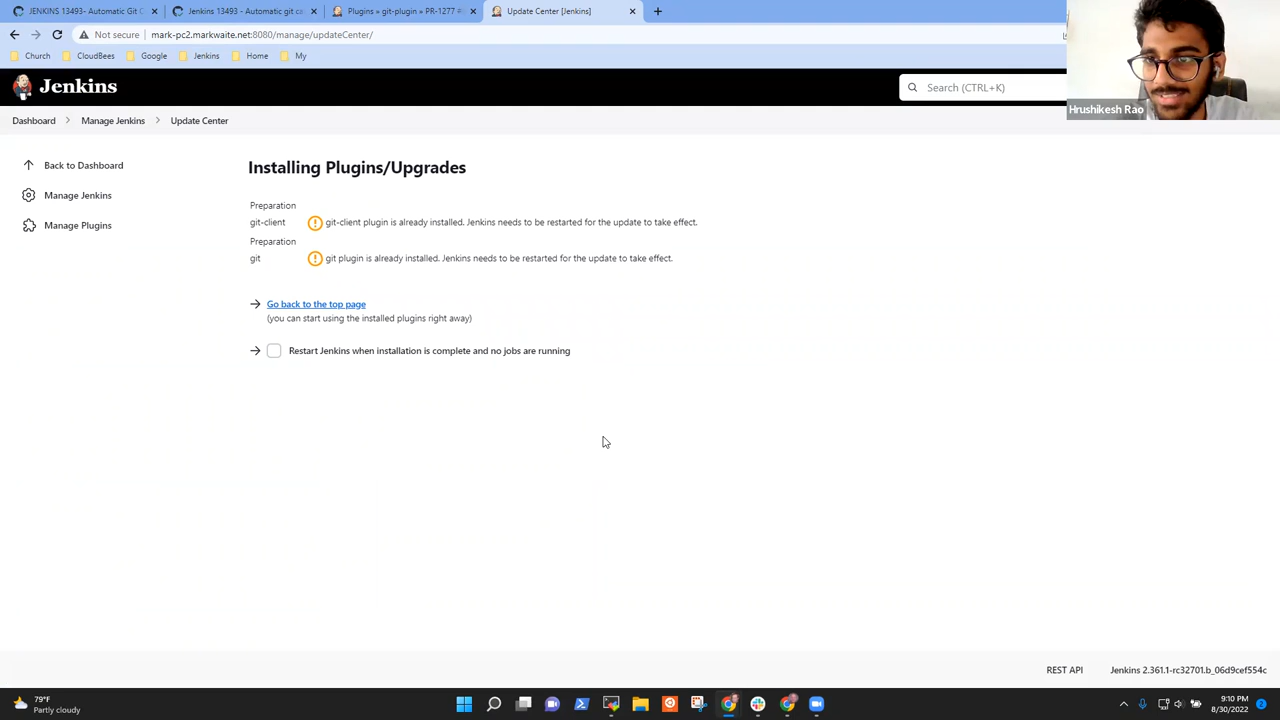 JENKINS 13493- Automatic Git C
Jenkins 13493 - Automatic Git C
Plugins » git-plugin » PR-1277 #
Update Center [Jenkins]
Not secure
mark-pc2.markwaite.net:8080/manage/updateCenter/
Church
CloudBees
Google
Jenkins
Home
My
Jenkins
Search (CTRL+K)
Hrushikesh Rao
Dashboard
Manage Jenkins
Update Center
Back to Dashboard
Manage Jenkins
Manage Plugins
Installing Plugins/Upgrades
Preparation
git-client
git-client plugin is already installed. Jenkins needs to be restarted for the update to take effect.
Preparation
git
git plugin is already installed. Jenkins needs to be restarted for the update to take effect.
Go back to the top page
(you can start using the installed plugins right away)
Restart Jenkins when installation is complete and no jobs are running
REST API
Jenkins 2.361.1-rc32701.b_06d9cef554c
79°F
Partly cloudy
9:10 PM
8/30/2022
2